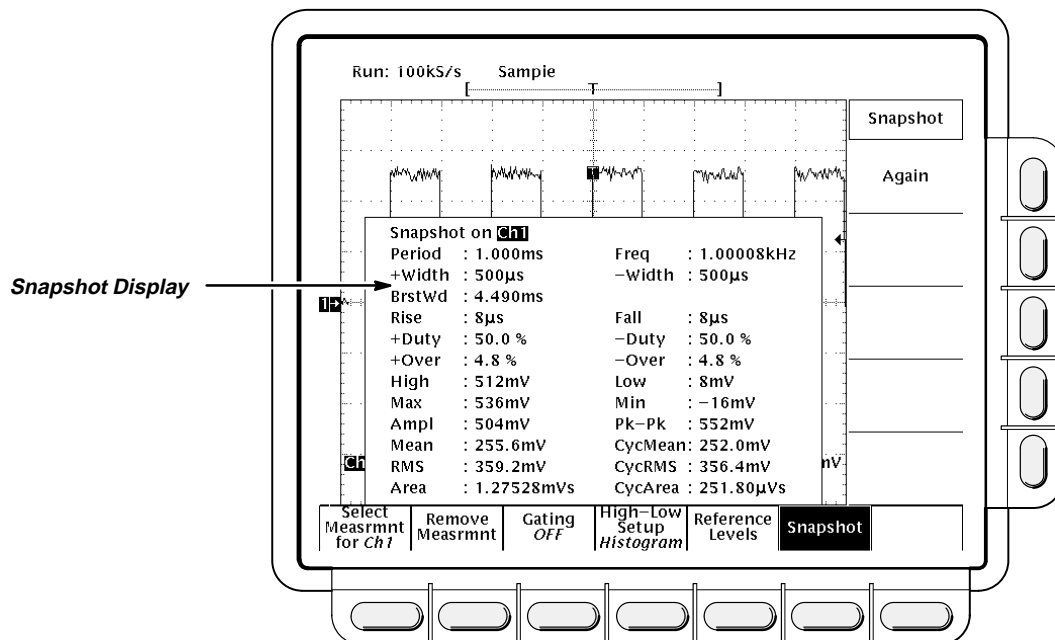 Run: 100kS/s Sample
[ T ]
Snapshot
Again
1
Snapshot on Ch1
Period : 1.000ms Freq : 1.00008kHz
+Width : 500µs −Width : 500µs
Snapshot Display
BrstWd : 4.490ms
1
Rise : 8µs Fall : 8µs
+Duty : 50.0 % −Duty : 50.0 %
+Over : 4.8 % −Over : 4.8 %
High : 512mV Low : 8mV
Max : 536mV Min : −16mV
Ampl : 504mV Pk−Pk : 552mV
Mean : 255.6mV CycMean: 252.0mV
Ch
RMS : 359.2mV CycRMS : 356.4mV
Area : 1.27528mVs CycArea : 251.80µVs
Select
Measrmnt
for Ch1
Remove
Measrmnt
Gating
OFF
High−Low
Setup
Histogram
Reference
Levels
Snapshot